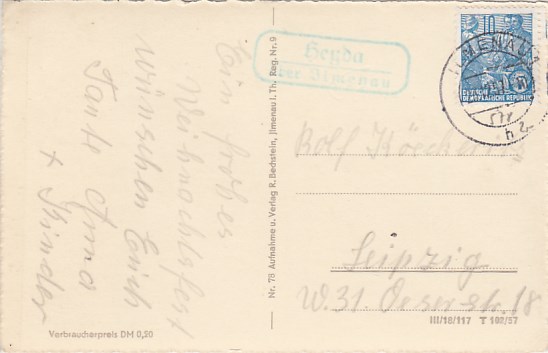 Ein frohes
Weihnachtsfest
wünschen Euch
Tante Anna
+ Kinder
Verbraucherpreis DM 0,20
Nr. 78 Aufnahme u. Verlag R. Bechstein, Jlmenau i. Th. Reg. Nr. 9
Heyda
über Ilmenau
ILMENAU
10
DEUTSCHE
DEMOKRATISCHE REPUBLIK
Rolf
Leipzig
W. 31. Oeserstr. 18
III/18/117 T 102/57